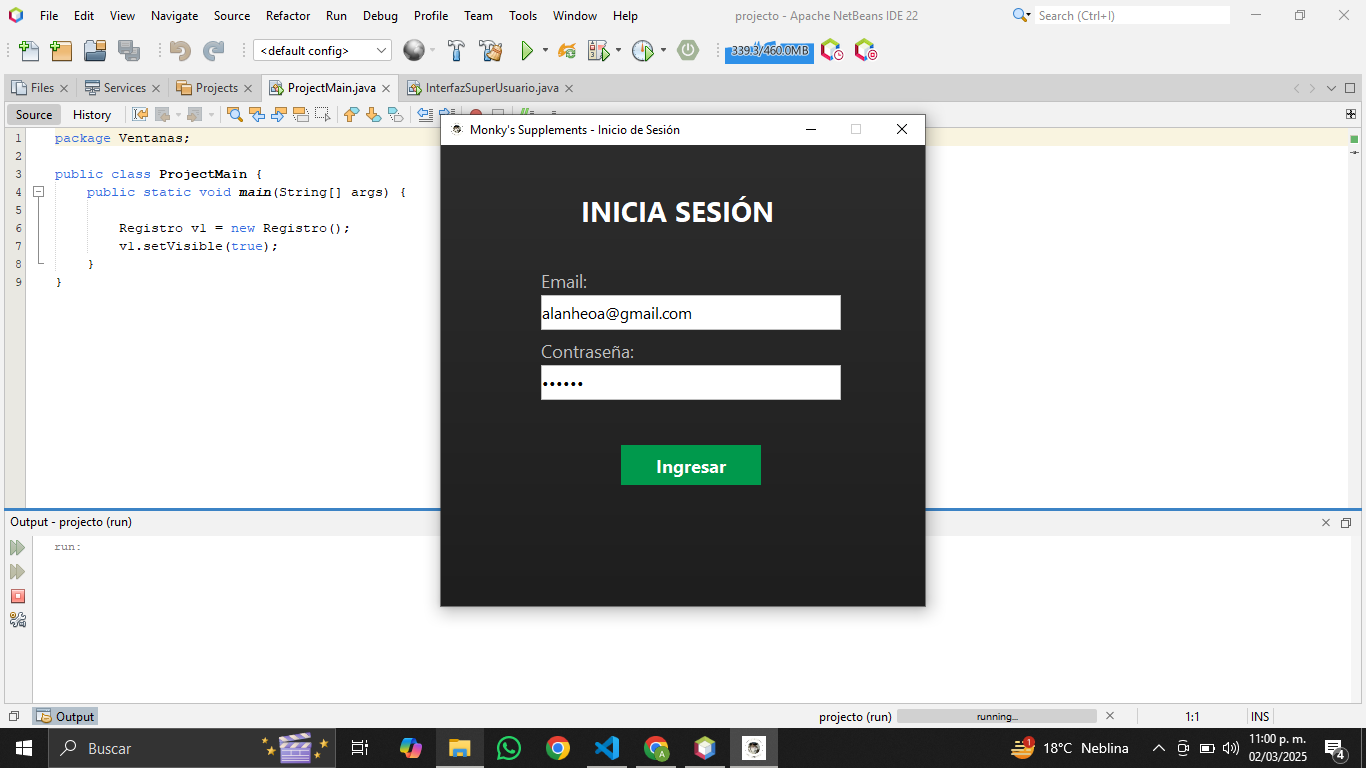 File Edit View Navigate Source Refactor Run Debug Profile Team Tools Window Help
projecto - Apache NetBeans IDE 22
Search (Ctrl+I)
<default config>
339.3/460.0MB
Files
Services
Projects
ProjectMain.java
InterfazSuperUsuario.java
Source
History
1 package Ventanas;
2
3 public class ProjectMain {
4 public static void main(String[] args) {
5
6 Registro v1 = new Registro();
7 v1.setVisible(true);
8 }
9 }
Monky's Supplements - Inicio de Sesión
INICIA SESIÓN
Email:
alanheoa@gmail.com
Contraseña:
••••••
Ingresar
Output - projecto (run)
run:
Output
projecto (run)
running...
1:1
INS
Buscar
A
1
18°C Neblina
11:00 p. m.
02/03/2025
4